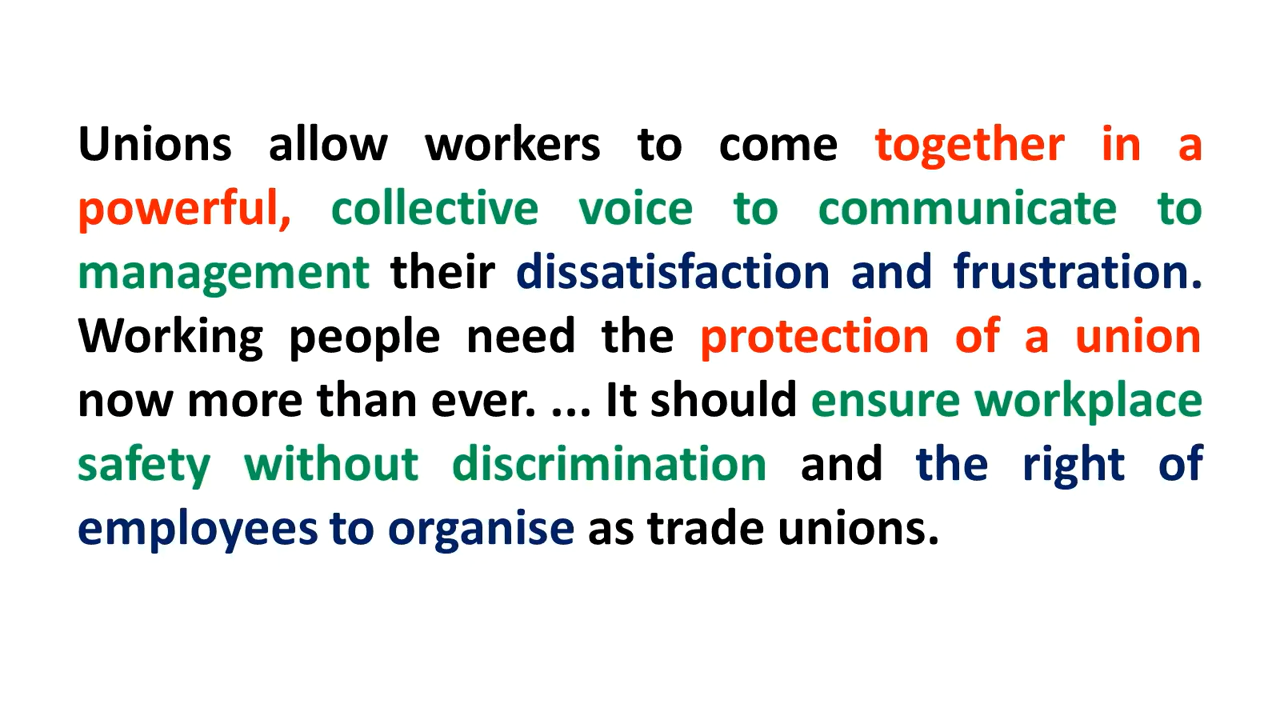 Unions allow workers to come together in a
powerful, collective voice to communicate to
management their dissatisfaction and frustration.
Working people need the protection of a union
now more than ever. ... It should ensure workplace
safety without discrimination and the right of
employees to organise as trade unions.